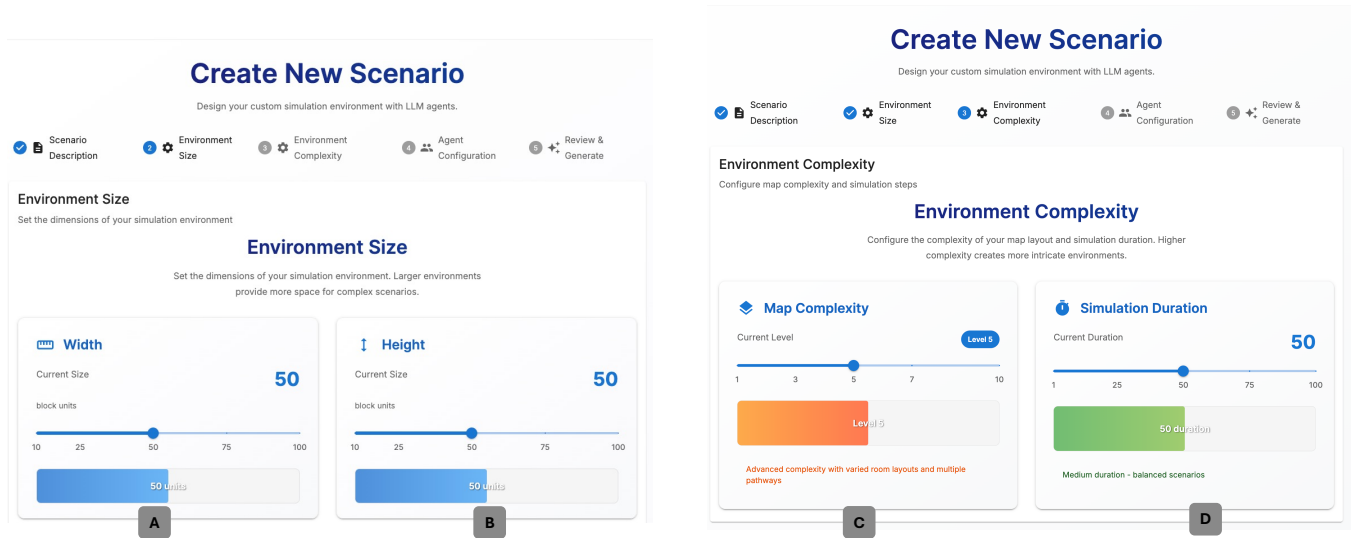 Create New Scenario
Design your custom simulation environment with LLM agents.
Scenario
Description
2
Environment
Size
3
Environment
Complexity
4
Agent
Configuration
5
Review &
Generate
Environment Size
Set the dimensions of your simulation environment
Environment Size
Set the dimensions of your simulation environment. Larger environments
provide more space for complex scenarios.
Width
Current Size
50
block units
10 25 50 75 100
50 units
A
Height
Current Size
50
block units
10 25 50 75 100
50 units
B
Create New Scenario
Design your custom simulation environment with LLM agents.
Scenario
Description
Environment
Size
3
Environment
Complexity
4
Agent
Configuration
5
Review &
Generate
Environment Complexity
Configure map complexity and simulation steps
Environment Complexity
Configure the complexity of your map layout and simulation duration. Higher
complexity creates more intricate environments.
Map Complexity
Current Level
Level 5
1 3 5 7 10
Level 5
Advanced complexity with varied room layouts and multiple
pathways
C
Simulation Duration
Current Duration
50
1 25 50 75 100
50 duration
Medium duration - balanced scenarios
D